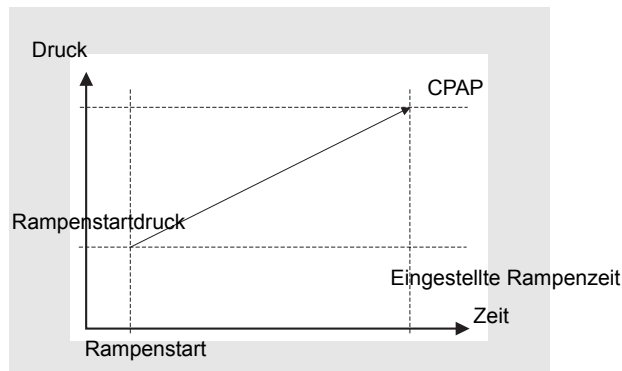 Druck
CPAP
Rampenstartdruck
Eingestellte Rampenzeit
Zeit
Rampenstart